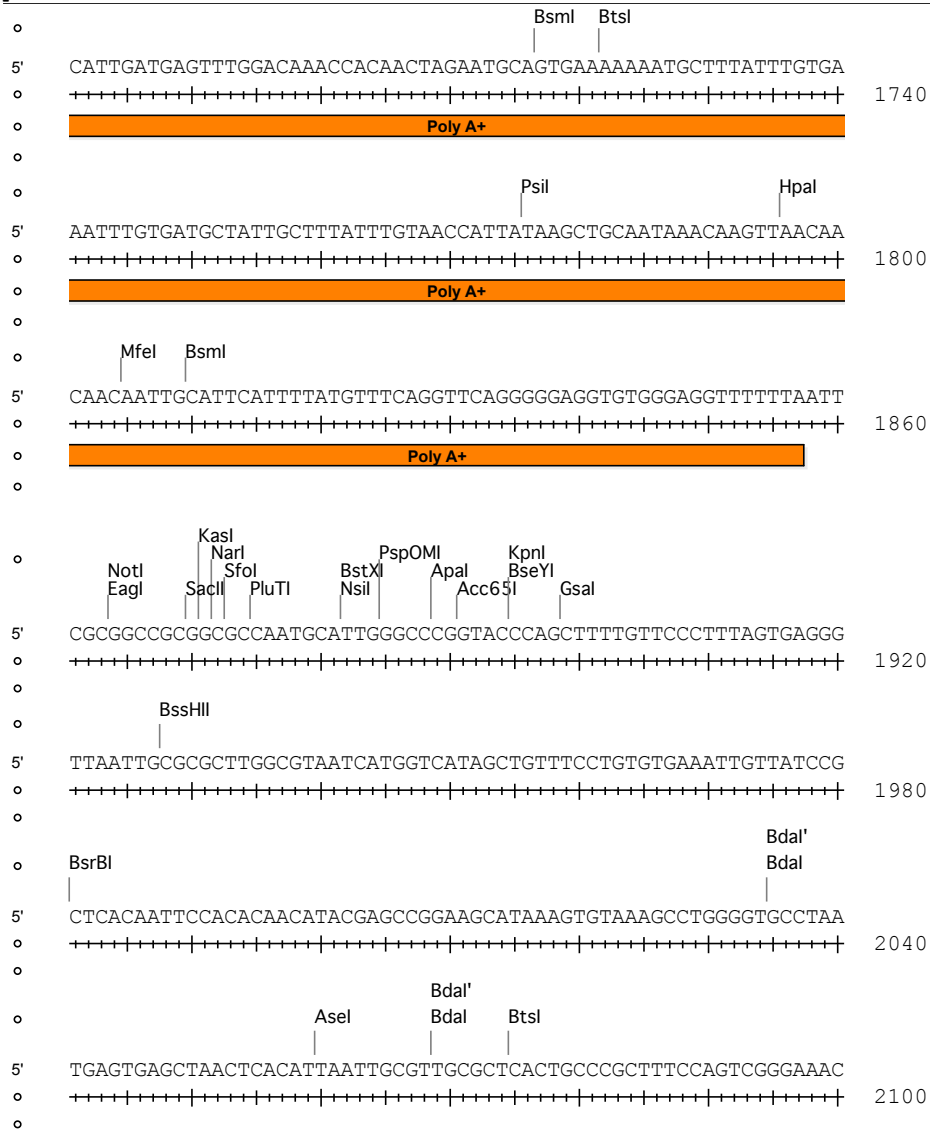 BsmI BtsI
5' CATTGATGAGTTTGGACAAACCACAACTAGAATGCAGTGAAAAAAATGCTTTATTTGTGA
1740
Poly A+
PsiI HpaI
5' AATTTGTGATGCTATTGCTTTATTTGTAACCATTATAAGCTGCAATAAACAAGTTAACAA
1800
Poly A+
MfeI BsmI
5' CAACAATTGCATTCATTTTATGTTTCAGGTTCAGGGGGAGGTGTGGGAGGTTTTTTAATT
1860
Poly A+
KasI
NarI PspOMI KpnI
NotI SfoI BstXI ApaI BseYI
EagI SacII PluTI NsiI Acc65I GsaI
5' CGCGGCCGCGGCGCCAATGCATTGGGCCCGGTACCCAGCTTTTGTTCCCTTTAGTGAGGG
1920
BssHII
5' TTAATTGCGCGCTTGGCGTAATCATGGTCATAGCTGTTTCCTGTGTGAAATTGTTATCCG
1980
BdaI'
BsrBI BdaI
5' CTCACAATTCCACACAACATACGAGCCGGAAGCATAAAGTGTAAAGCCTGGGGTGCCTAA
2040
BdaI'
AseI BdaI BtsI
5' TGAGTGAGCTAACTCACATTAATTGCGTTGCGCTCACTGCCCGCTTTCCAGTCGGGAAAC
2100